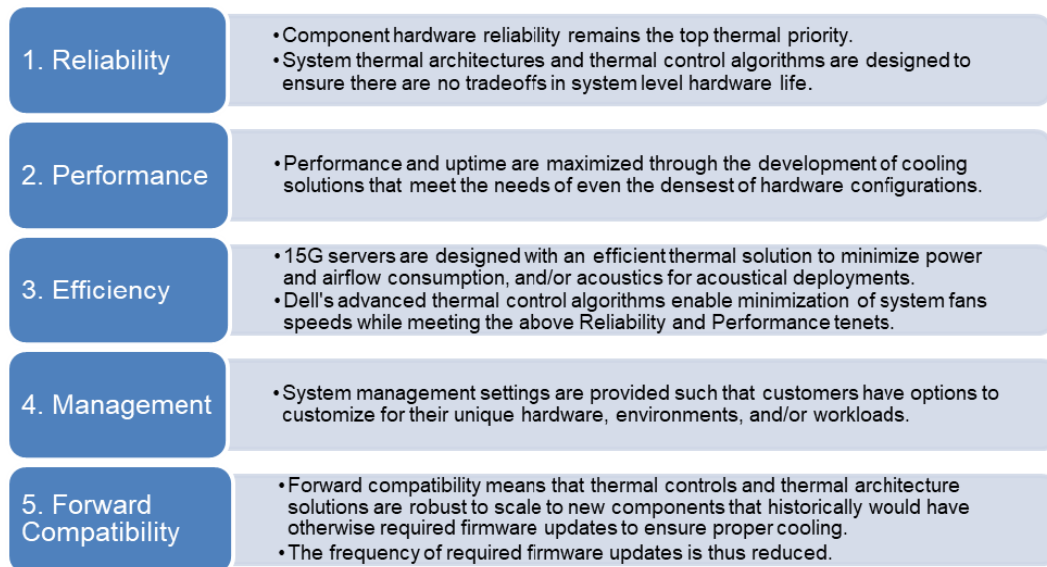 1. Reliability
•Component hardware reliability remains the top thermal priority.
•System thermal architectures and thermal control algorithms are designed to
ensure there are no tradeoffs in system level hardware life.
2. Performance
•Performance and uptime are maximized through the development of cooling
solutions that meet the needs of even the densest of hardware configurations.
3. Efficiency
•15G servers are designed with an efficient thermal solution to minimize power
and airflow consumption, and/or acoustics for acoustical deployments.
•Dell's advanced thermal control algorithms enable minimization of system fans
speeds while meeting the above Reliability and Performance tenets.
4. Management
•System management settings are provided such that customers have options to
customize for their unique hardware, environments, and/or workloads.
5. Forward
Compatibility
•Forward compatibility means that thermal controls and thermal architecture
solutions are robust to scale to new components that historically would have
otherwise required firmware updates to ensure proper cooling.
•The frequency of required firmware updates is thus reduced.